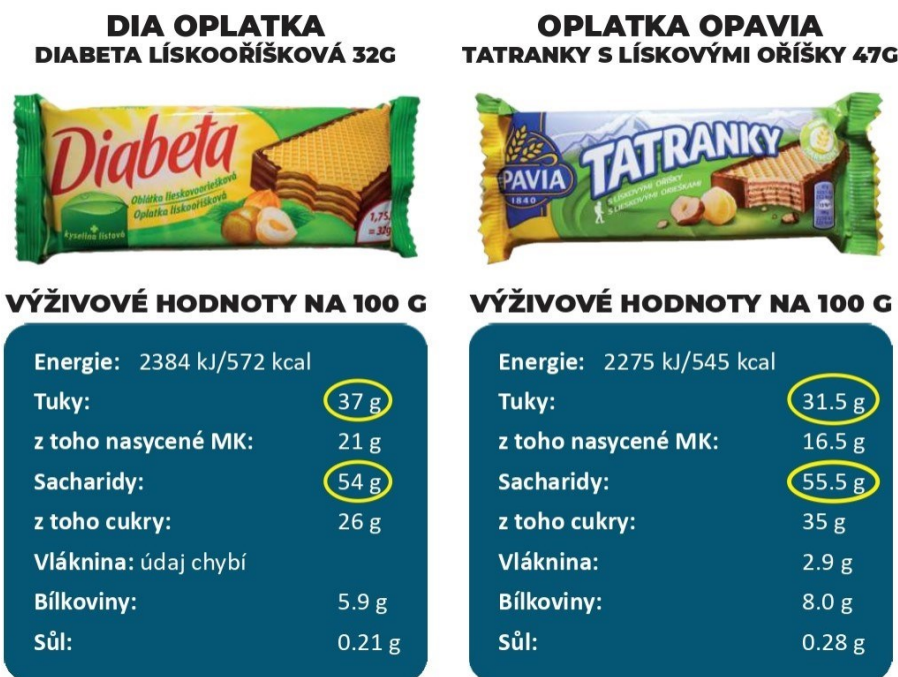 DIA OPLATKA
DIABETA LÍSKOOŘÍŠKOVÁ 32G
Diabeta
Oblátka lieskovooriešková
Oplatka lískooříšková
kyselina listová
1,75
= 32g
VÝŽIVOVÉ HODNOTY NA 100 G
Energie: 2384 kJ/572 kcal
Tuky: 37 g
z toho nasycené MK: 21 g
Sacharidy: 54 g
z toho cukry: 26 g
Vláknina: údaj chybí
Bílkoviny: 5.9 g
Sůl: 0.21 g
OPLATKA OPAVIA
TATRANKY S LÍSKOVÝMI OŘÍŠKY 47G
PAVIA
1840
TATRANKY
S LÍSKOVÝMI OŘÍŠKY
S LIESKOVÝMI ORIEŠKAMI
VÝŽIVOVÉ HODNOTY NA 100 G
Energie: 2275 kJ/545 kcal
Tuky: 31.5 g
z toho nasycené MK: 16.5 g
Sacharidy: 55.5 g
z toho cukry: 35 g
Vláknina: 2.9 g
Bílkoviny: 8.0 g
Sůl: 0.28 g